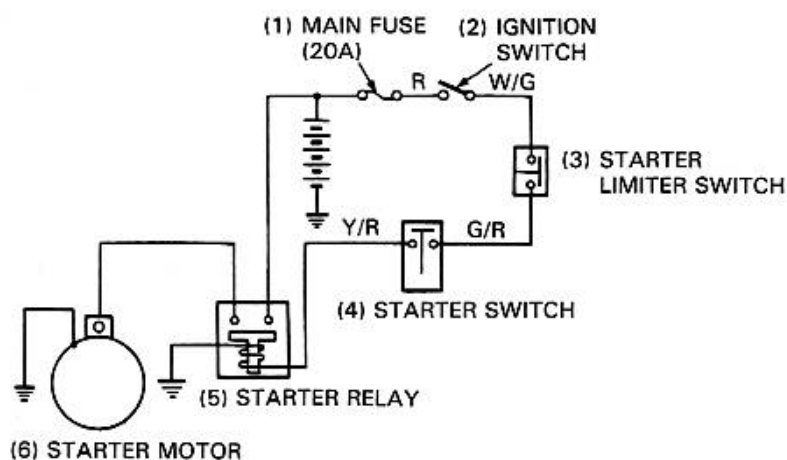 (1) MAIN FUSE
(20A)
(2) IGNITION
SWITCH
R
W/G
(3) STARTER
LIMITER SWITCH
Y/R
G/R
(4) STARTER SWITCH
(5) STARTER RELAY
(6) STARTER MOTOR